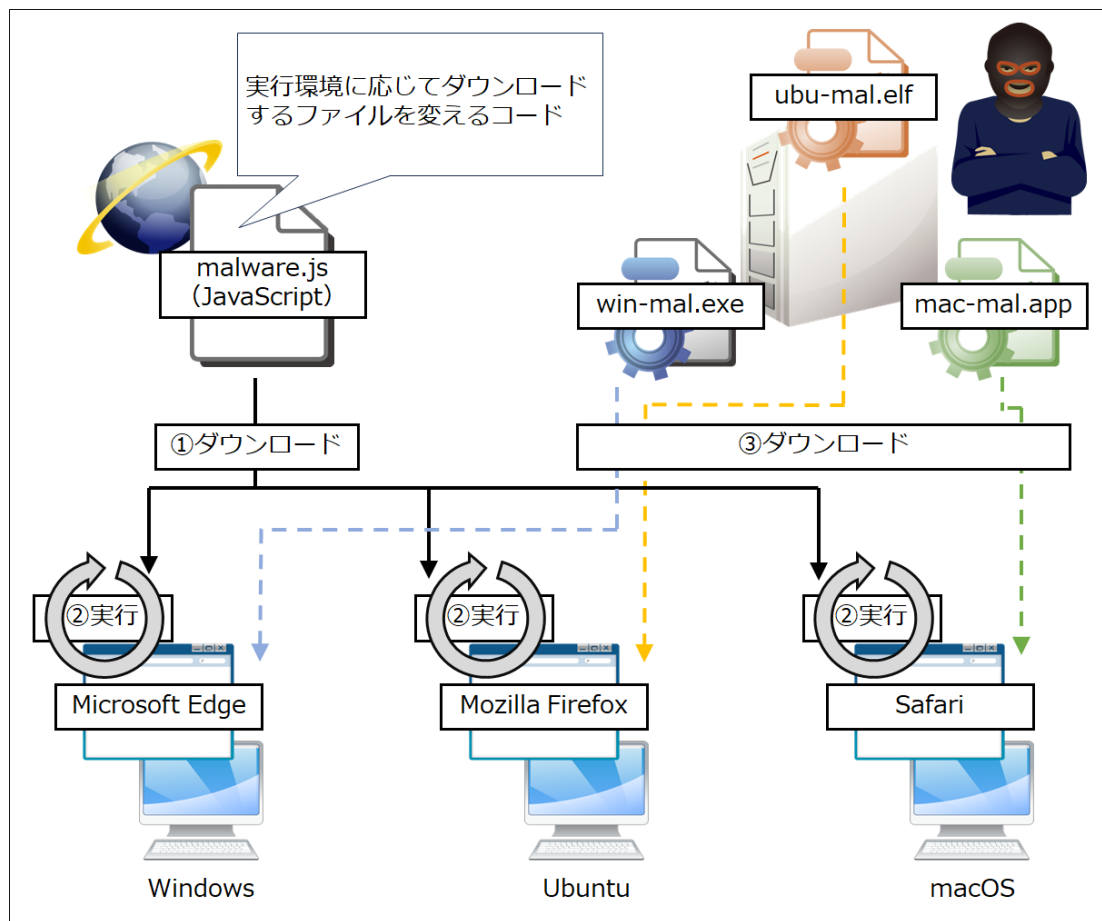 実行環境に応じてダウンロード
するファイルを変えるコード
ubu-mal.elf
malware.js
(JavaScript)
win-mal.exe
mac-mal.app
①ダウンロード
③ダウンロード
②実行
②実行
②実行
Microsoft Edge
Mozilla Firefox
Safari
Windows
Ubuntu
macOS